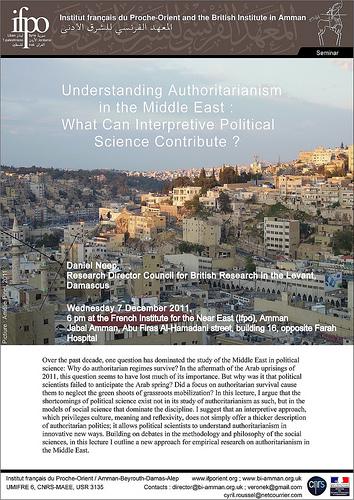 ifpo
Institut français du Proche-Orient and the British Institute in Amman
المعهد الفرنسي للشرق الأدنى
Seminar
Understanding Authoritarianism
in the Middle East :
What Can Interpretive Political
Science Contribute ?
Daniel Neep,
Research Director Council for British Research in the Levant,
Damascus
Wednesday 7 December 2011,
6 pm at the French Institute for the Near East (Ifpo), Amman
Jabal Amman, Abu Firas Al-Hamadani street, building 16, opposite Farah
Hospital
Over the past decade, one question has dominated the study of the Middle East in political
science: Why do authoritarian regimes survive? In the aftermath of the Arab uprisings of
2011, this question seems to have lost much of its importance. But why was it that political
scientists failed to anticipate the Arab spring? Did a focus on authoritarian survival cause
them to neglect the green shoots of grassroots mobilization? In this lecture, I argue that the
shortcomings of political science exist not in its study of authoritarianism as such, but in the
models of social science that dominate the discipline. I suggest that an interpretive approach,
which privileges culture, meaning and reflexivity, does not simply offer a thicker description
of authoritarian polities; it allows political scientists to understand authoritarianism in
innovative new ways. Building on debates in the methodology and philosophy of the social
sciences, in this lecture I outline a new approach for empirical research on authoritarianism in
the Middle East.
Institut français du Proche-Orient / Amman-Beyrouth-Damas-Alep
UMIFRE 6, CNRS-MAEE, USR 3135
www.ifporient.org ; www.bi-amman.org.uk
Contacts : director@bi-amman.org.uk ; veronek@gmail.com
cyril.roussel@netcourrier.com
cnrs